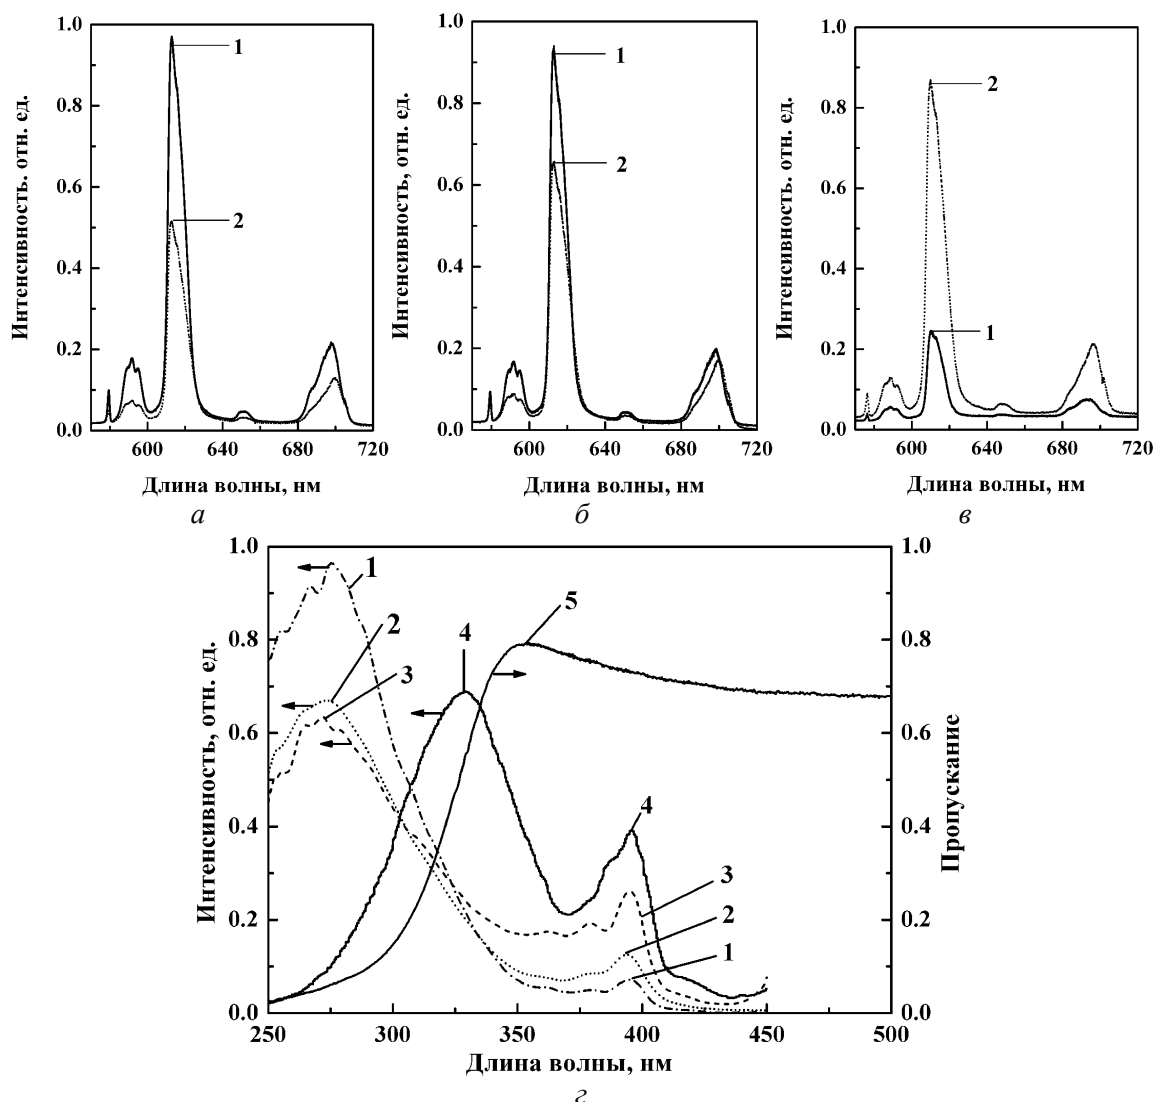 1.0
0.8
0.6
0.4
0.2
0.0
Интенсивность. отн. ед.
1
2
600 640 680 720
Длина волны, нм
а
1.0
0.8
0.6
0.4
0.2
0.0
Интенсивность, отн. ед.
1
2
600 640 680 720
Длина волны, нм
б
1.0
0.8
0.6
0.4
0.2
0.0
Интенсивность. отн. ед.
2
1
600 640 680 720
Длина волны, нм
в
1.0
0.8
0.6
0.4
0.2
0.0
Интенсивность, отн. ед.
1
2
3
4
5
4
3
2
1
1.0
0.8
0.6
0.4
0.2
0.0
Пропускание
250 300 350 400 450 500
Длина волны, нм
г